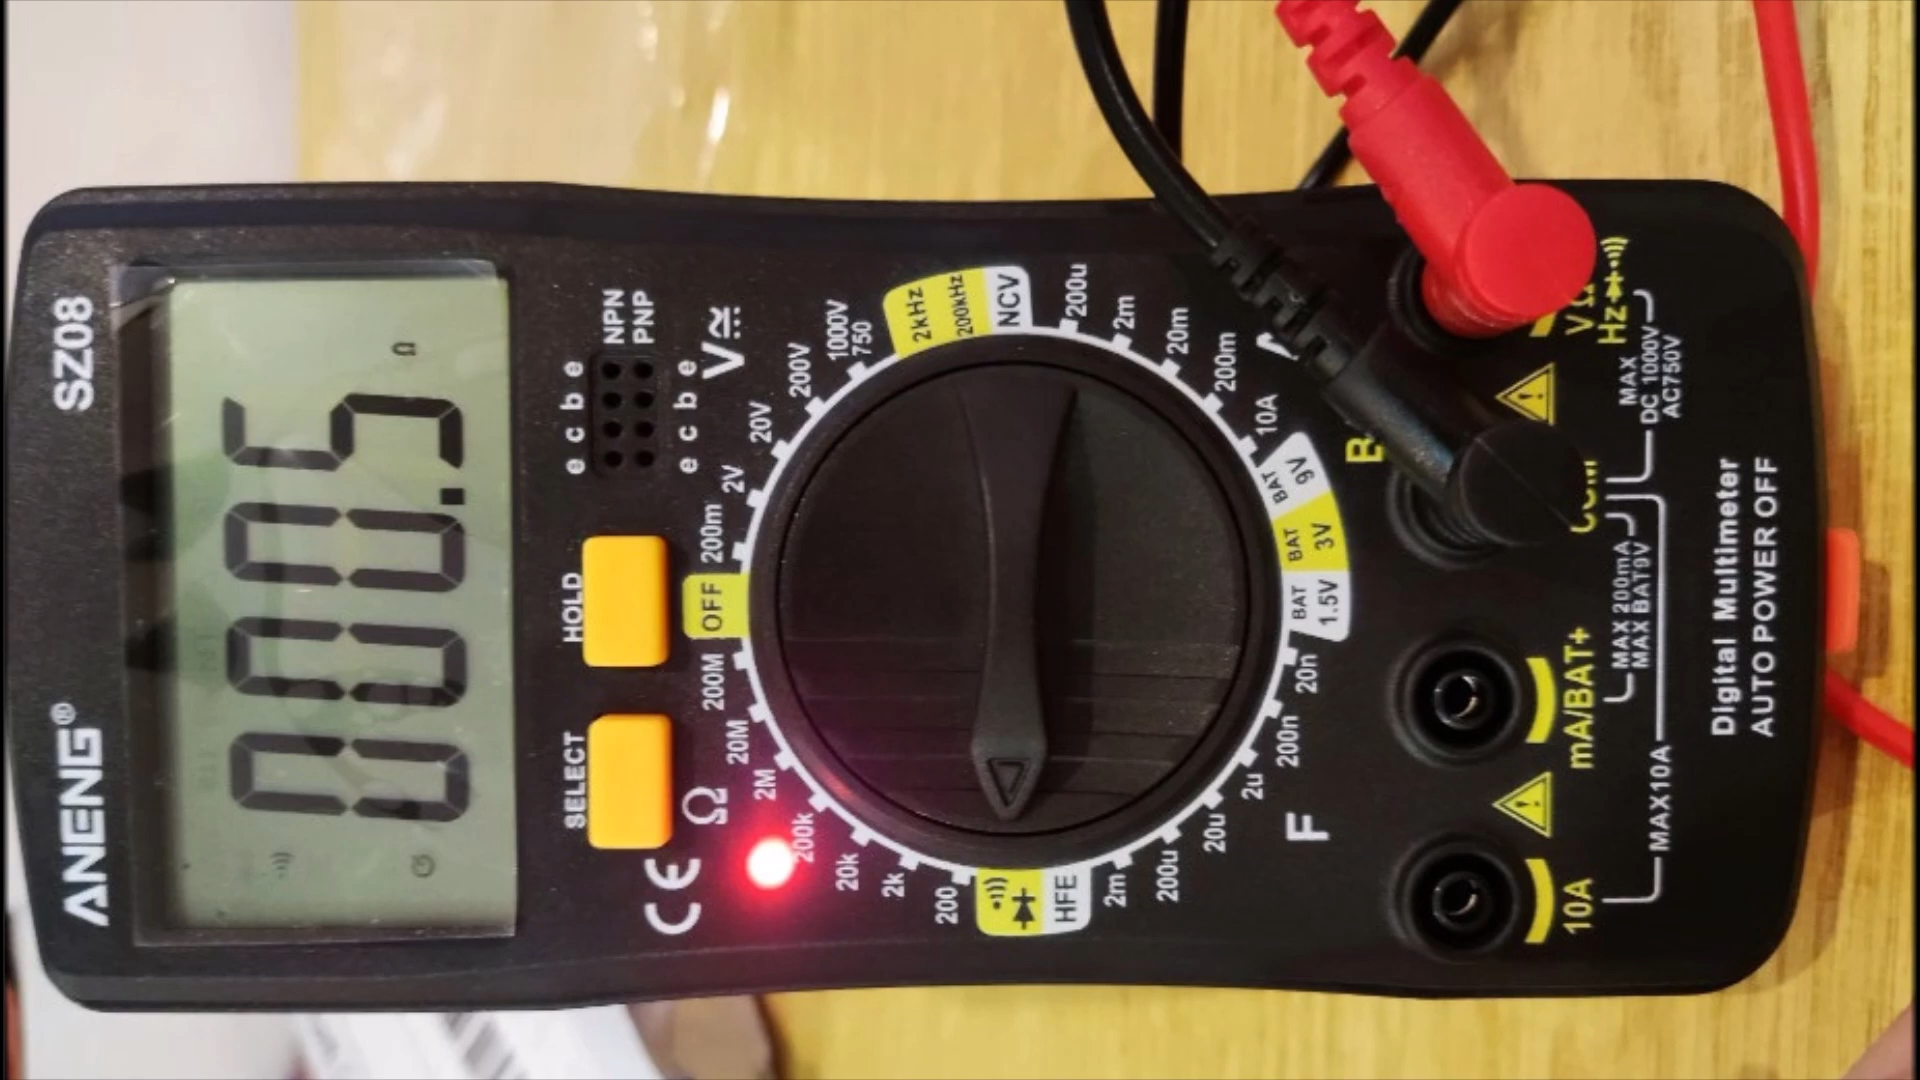 ANENG® SZ08
000.5 Ω
SELECT HOLD
e c b e
NPN
PNP
e c b e
CE
Ω
V
OFF
200m
2V
20V
200V
1000V
750
2kHz
200kHz
NCV
200u
2m
20m
200m
10A
BAT 9V
BAT 3V
BAT 1.5V
20n
200n
2u
20u
200u
2m
F
HFE
200
2k
20k
200k
2M
20M
200M
10A
mA/BAT+
COM
VΩ
Hz
MAX10A
MAX 200mA
MAX BAT9V
MAX
DC 1000V
AC750V
Digital Multimeter
AUTO POWER OFF